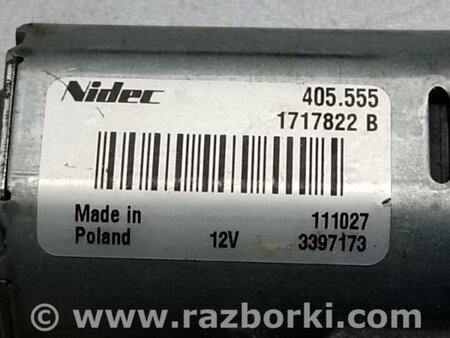 Nidec 405.555
1717822 B
Made in 111027
Poland 12V 3397173
© www.razborki.com